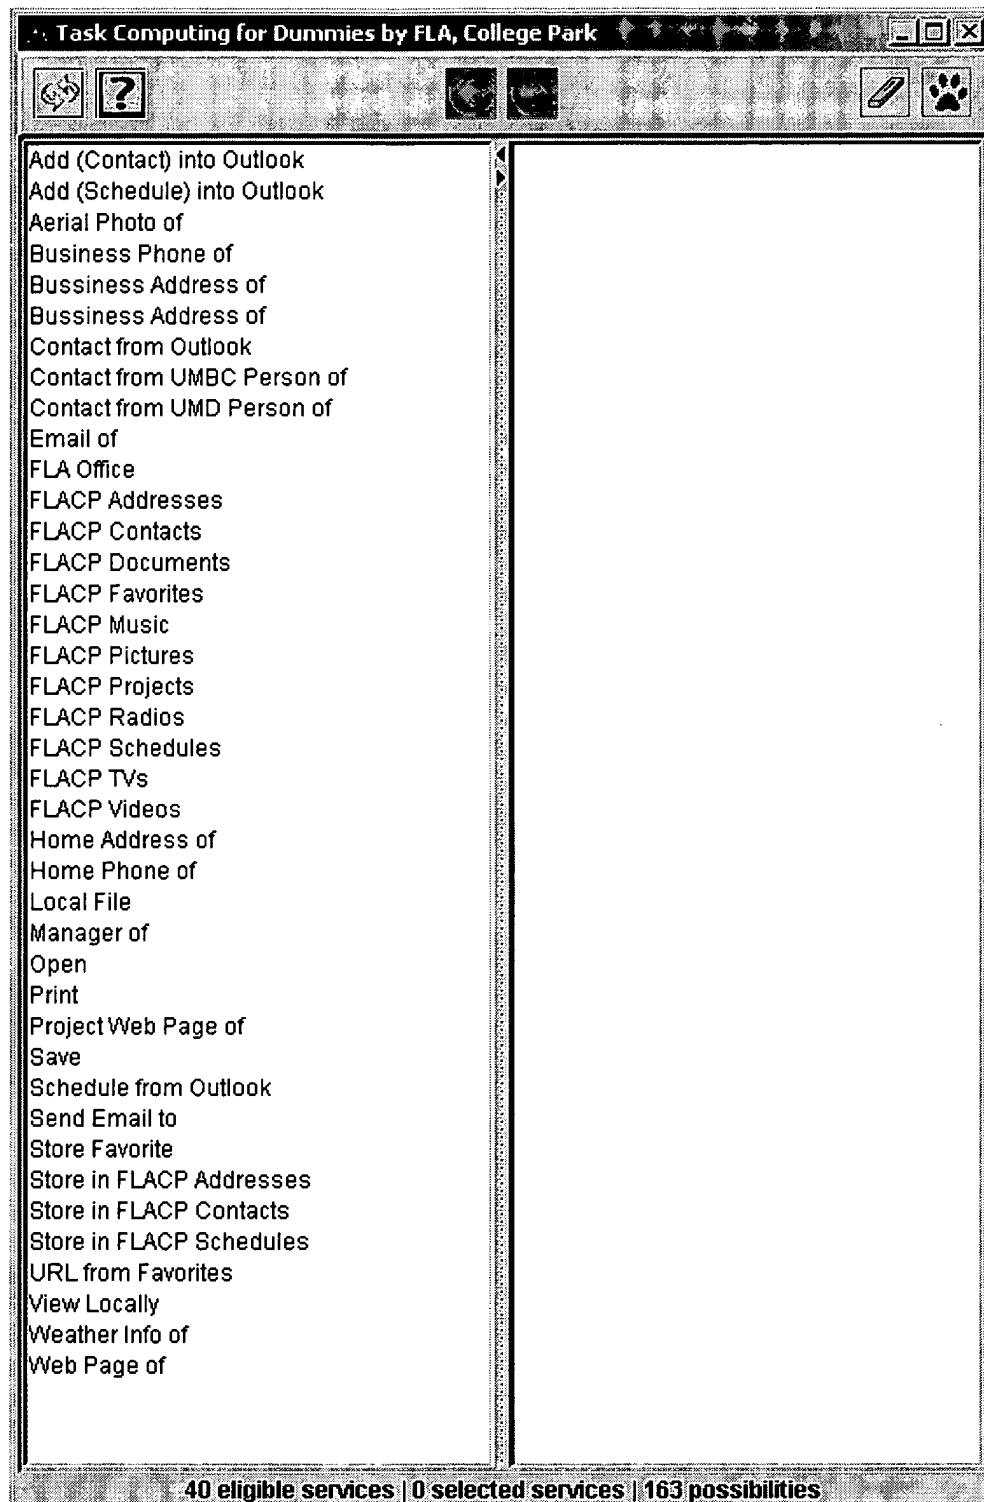 Task Computing for Dummies by FLA, College Park
?
Add (Contact) into Outlook
Add (Schedule) into Outlook
Aerial Photo of
Business Phone of
Bussiness Address of
Bussiness Address of
Contact from Outlook
Contact from UMBC Person of
Contact from UMD Person of
Email of
FLA Office
FLACP Addresses
FLACP Contacts
FLACP Documents
FLACP Favorites
FLACP Music
FLACP Pictures
FLACP Projects
FLACP Radios
FLACP Schedules
FLACP TVs
FLACP Videos
Home Address of
Home Phone of
Local File
Manager of
Open
Print
Project Web Page of
Save
Schedule from Outlook
Send Email to
Store Favorite
Store in FLACP Addresses
Store in FLACP Contacts
Store in FLACP Schedules
URL from Favorites
View Locally
Weather Info of
Web Page of
40 eligible services | 0 selected services | 163 possibilities